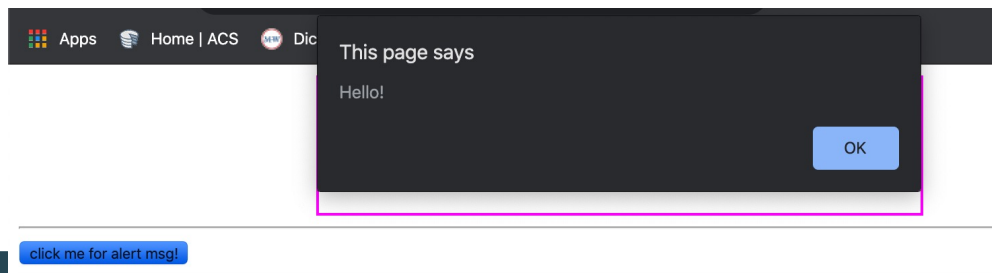 Apps Home | ACS Dic
This page says
Hello!
OK
click me for alert msg!